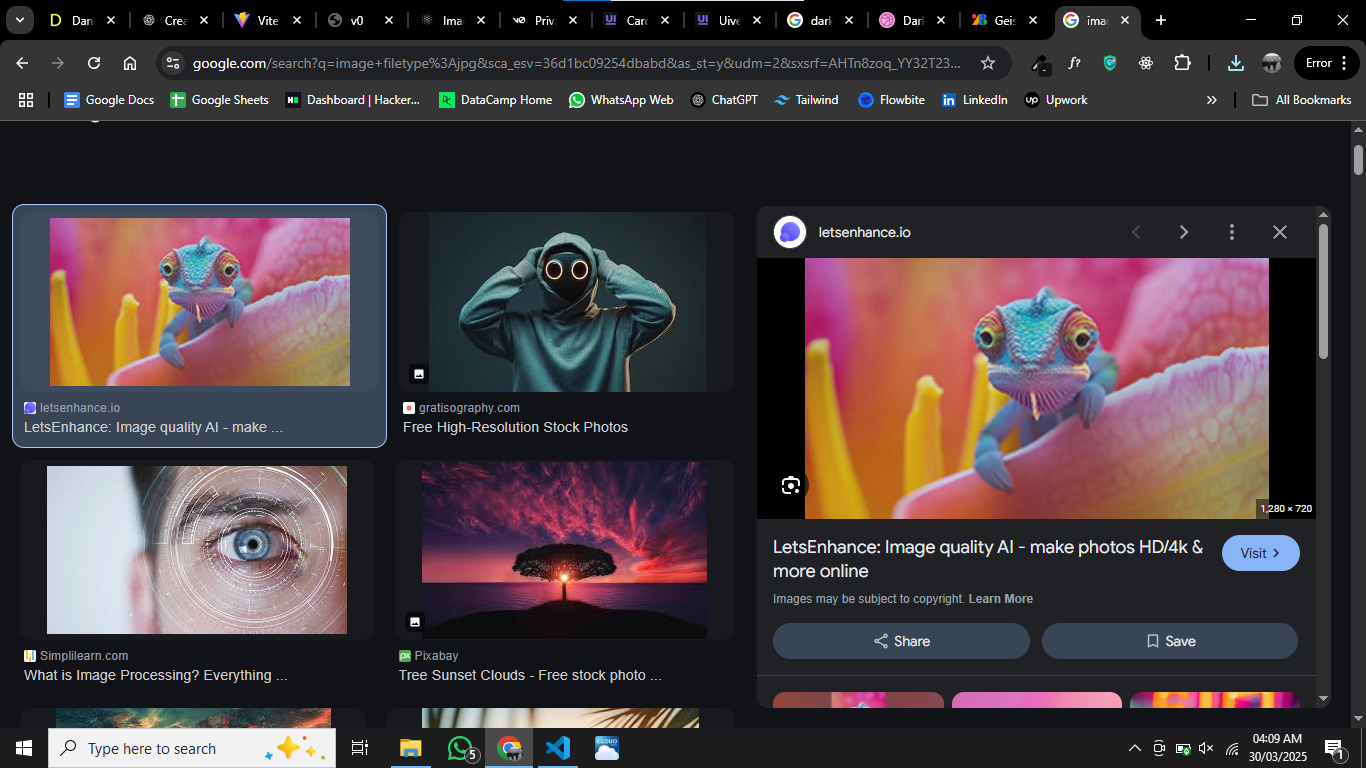 Dan
Crea
Vite
v0
Ima
Priva
Card
Uive
dark
Dark
Geis
ima
google.com/search?q=image+filetype%3Ajpg&sca_esv=36d1bc09254dbabd&as_st=y&udm=2&sxsrf=AHTn8zoq_YY32T23...
f?
Error
Google Docs
Google Sheets
Dashboard | Hacker...
DataCamp Home
WhatsApp Web
ChatGPT
Tailwind
Flowbite
LinkedIn
Upwork
»
All Bookmarks
letsenhance.io
LetsEnhance: Image quality AI - make ...
gratisography.com
Free High-Resolution Stock Photos
Simplilearn.com
What is Image Processing? Everything ...
Pixabay
Tree Sunset Clouds - Free stock photo ...
letsenhance.io
1,280 × 720
LetsEnhance: Image quality AI - make photos HD/4k &
more online
Visit
Images may be subject to copyright. Learn More
Share
Save
Type here to search
5
04:09 AM
30/03/2025
1